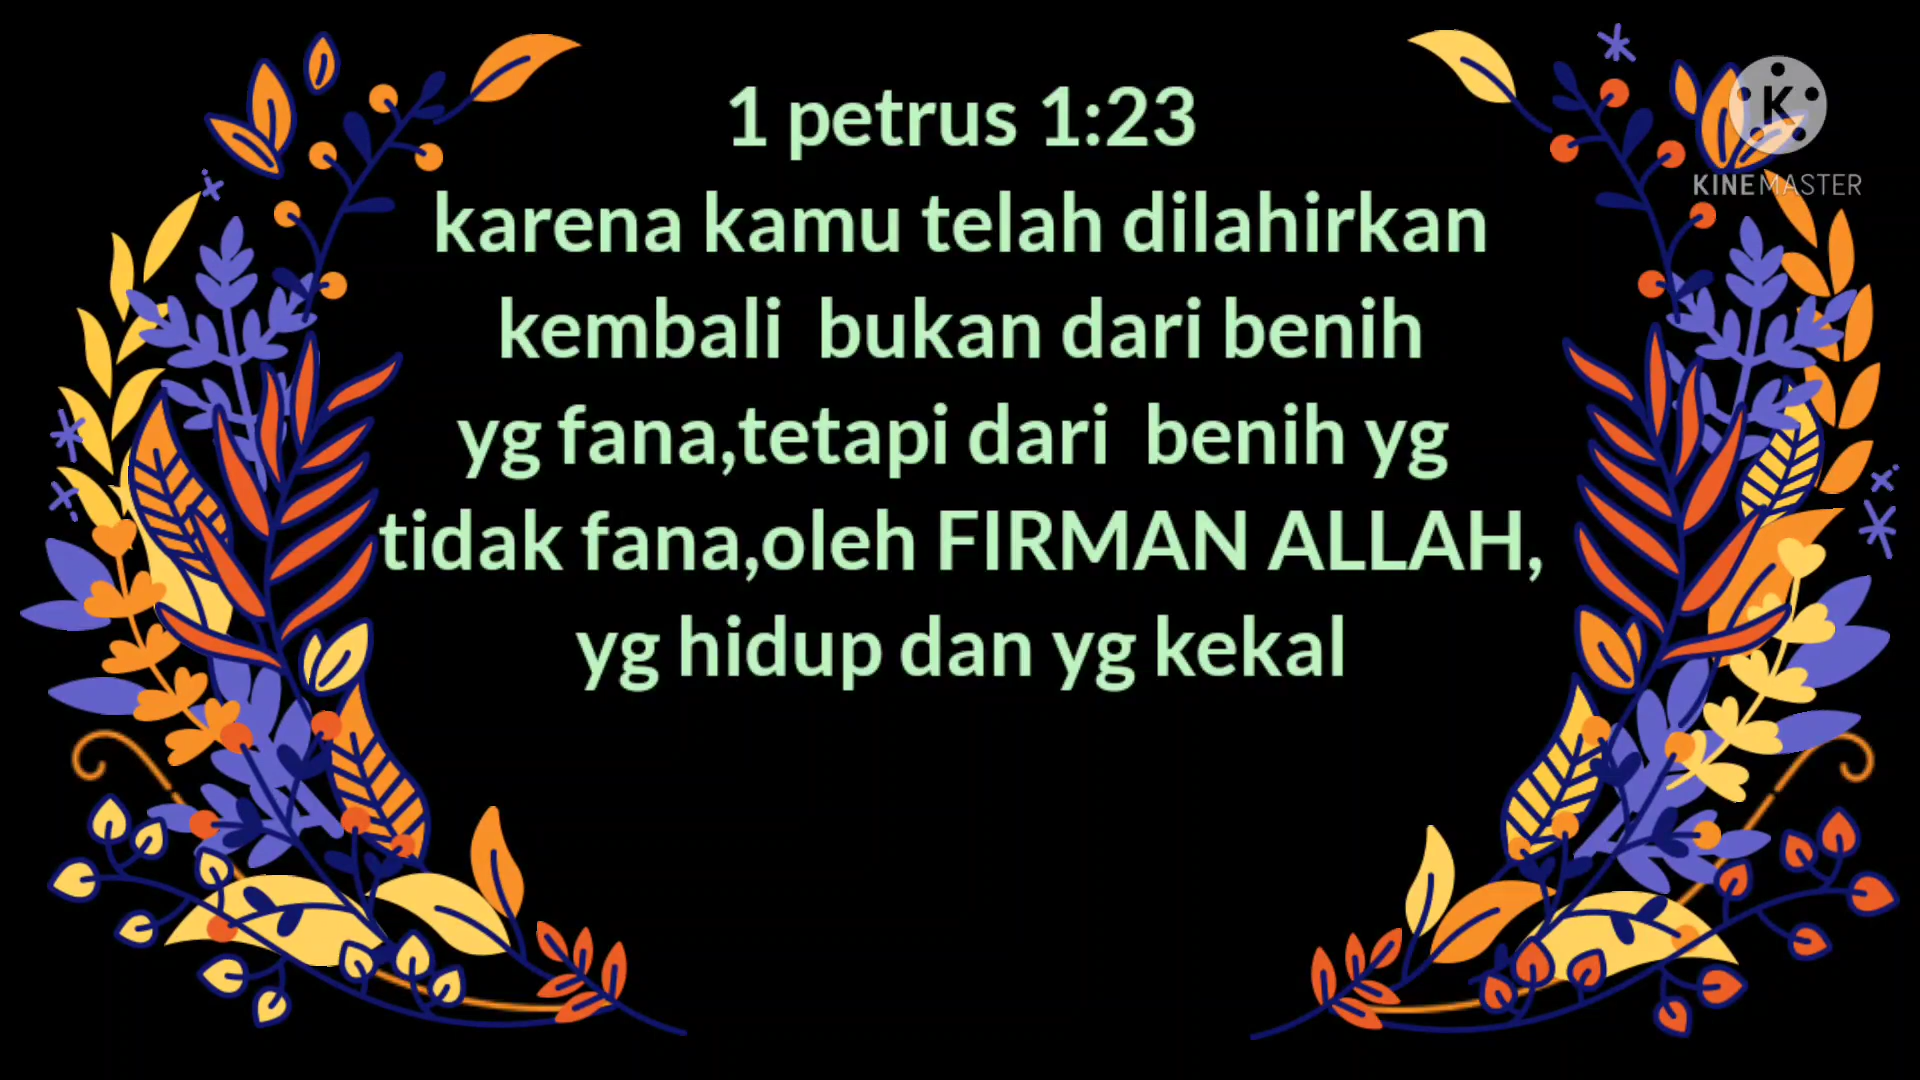 1 petrus 1:23
karena kamu telah dilahirkan
kembali  bukan dari benih
yg fana,tetapi dari  benih yg
tidak fana,oleh FIRMAN ALLAH,
yg hidup dan yg kekal
K
KINEMASTER